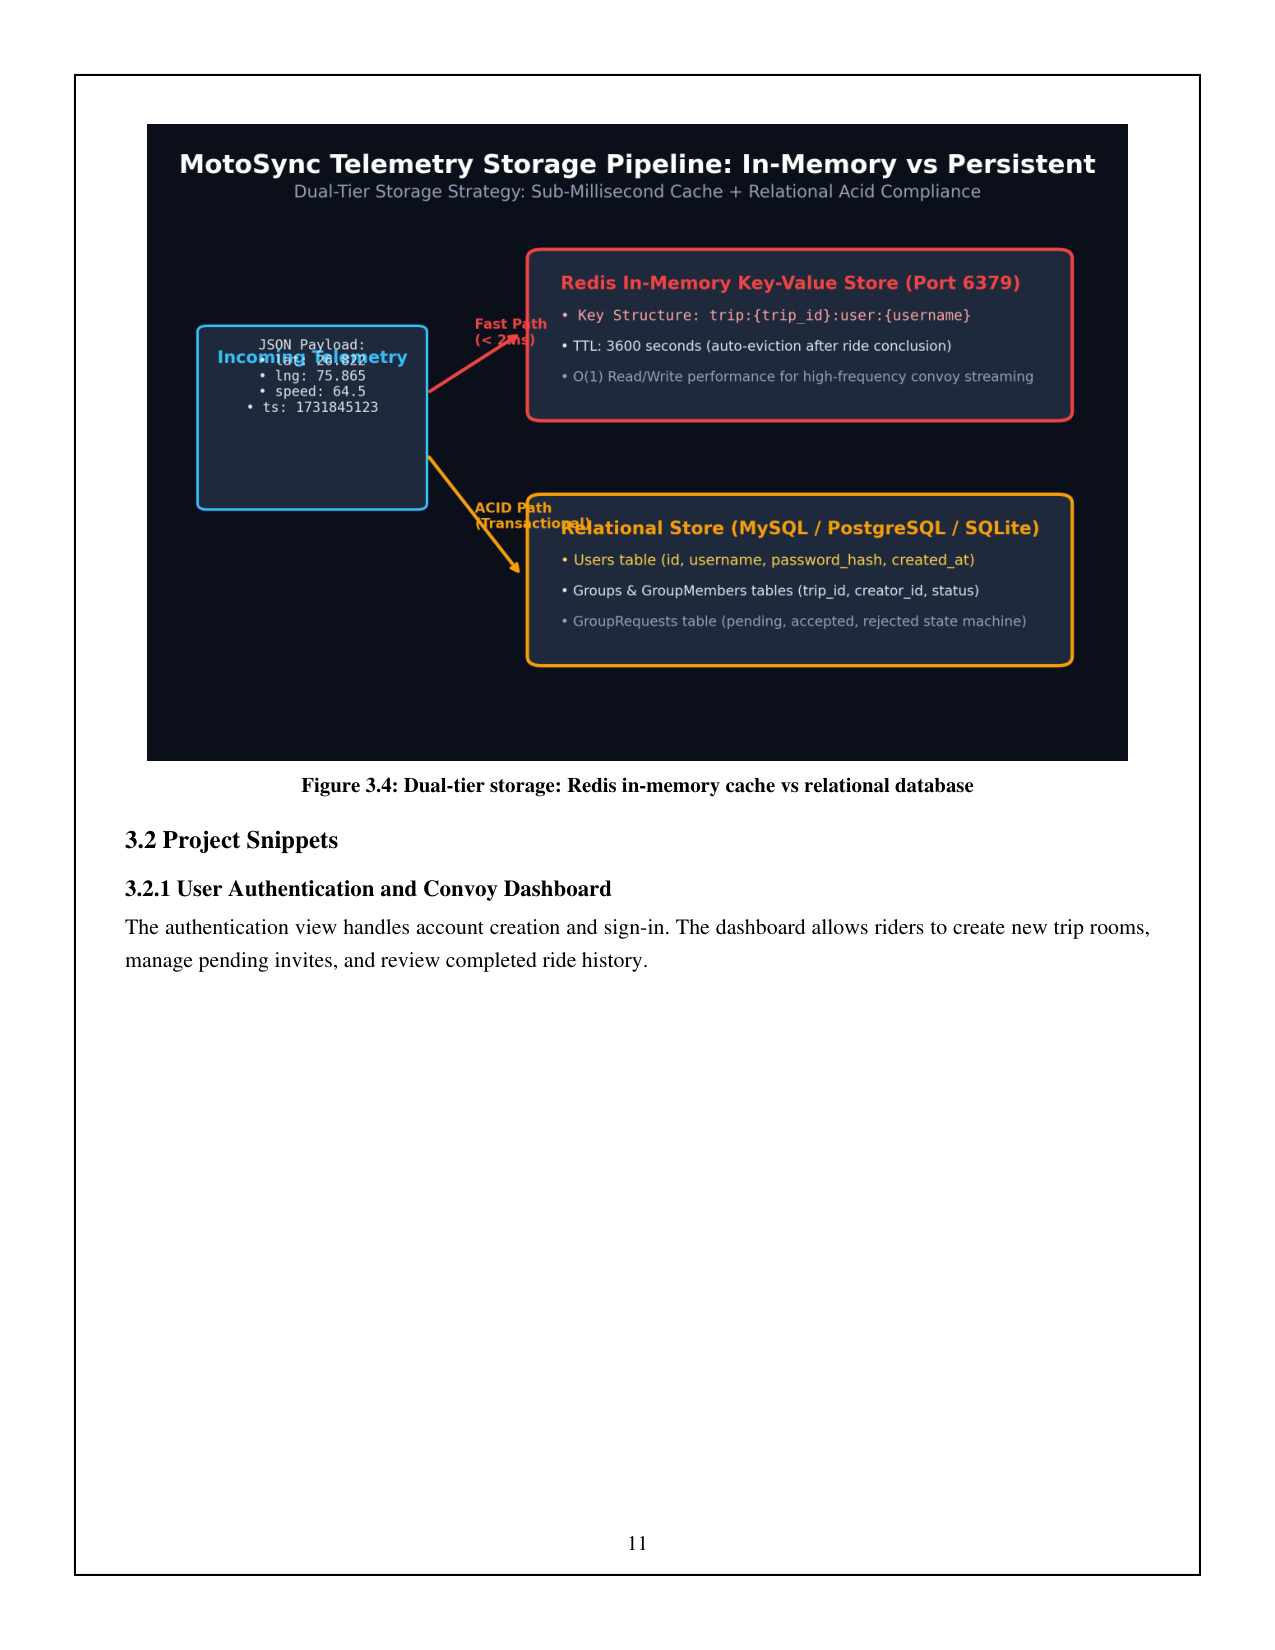 MotoSync Telemetry Storage Pipeline: In-Memory vs Persistent
Dual-Tier Storage Strategy: Sub-Millisecond Cache + Relational Acid Compliance
Incoming Telemetry
JSON Payload:
• lat: 26.822
• lng: 75.865
• speed: 64.5
• ts: 1731845123
Fast Path
(< 2ms)
Redis In-Memory Key-Value Store (Port 6379)
• Key Structure: trip:{trip_id}:user:{username}
• TTL: 3600 seconds (auto-eviction after ride conclusion)
• O(1) Read/Write performance for high-frequency convoy streaming
ACID Path
(Transactional)
Relational Store (MySQL / PostgreSQL / SQLite)
• Users table (id, username, password_hash, created_at)
• Groups & GroupMembers tables (trip_id, creator_id, status)
• GroupRequests table (pending, accepted, rejected state machine)
Figure 3.4: Dual-tier storage: Redis in-memory cache vs relational database
3.2 Project Snippets
3.2.1 User Authentication and Convoy Dashboard
The authentication view handles account creation and sign-in. The dashboard allows riders to create new trip rooms,
manage pending invites, and review completed ride history.
11